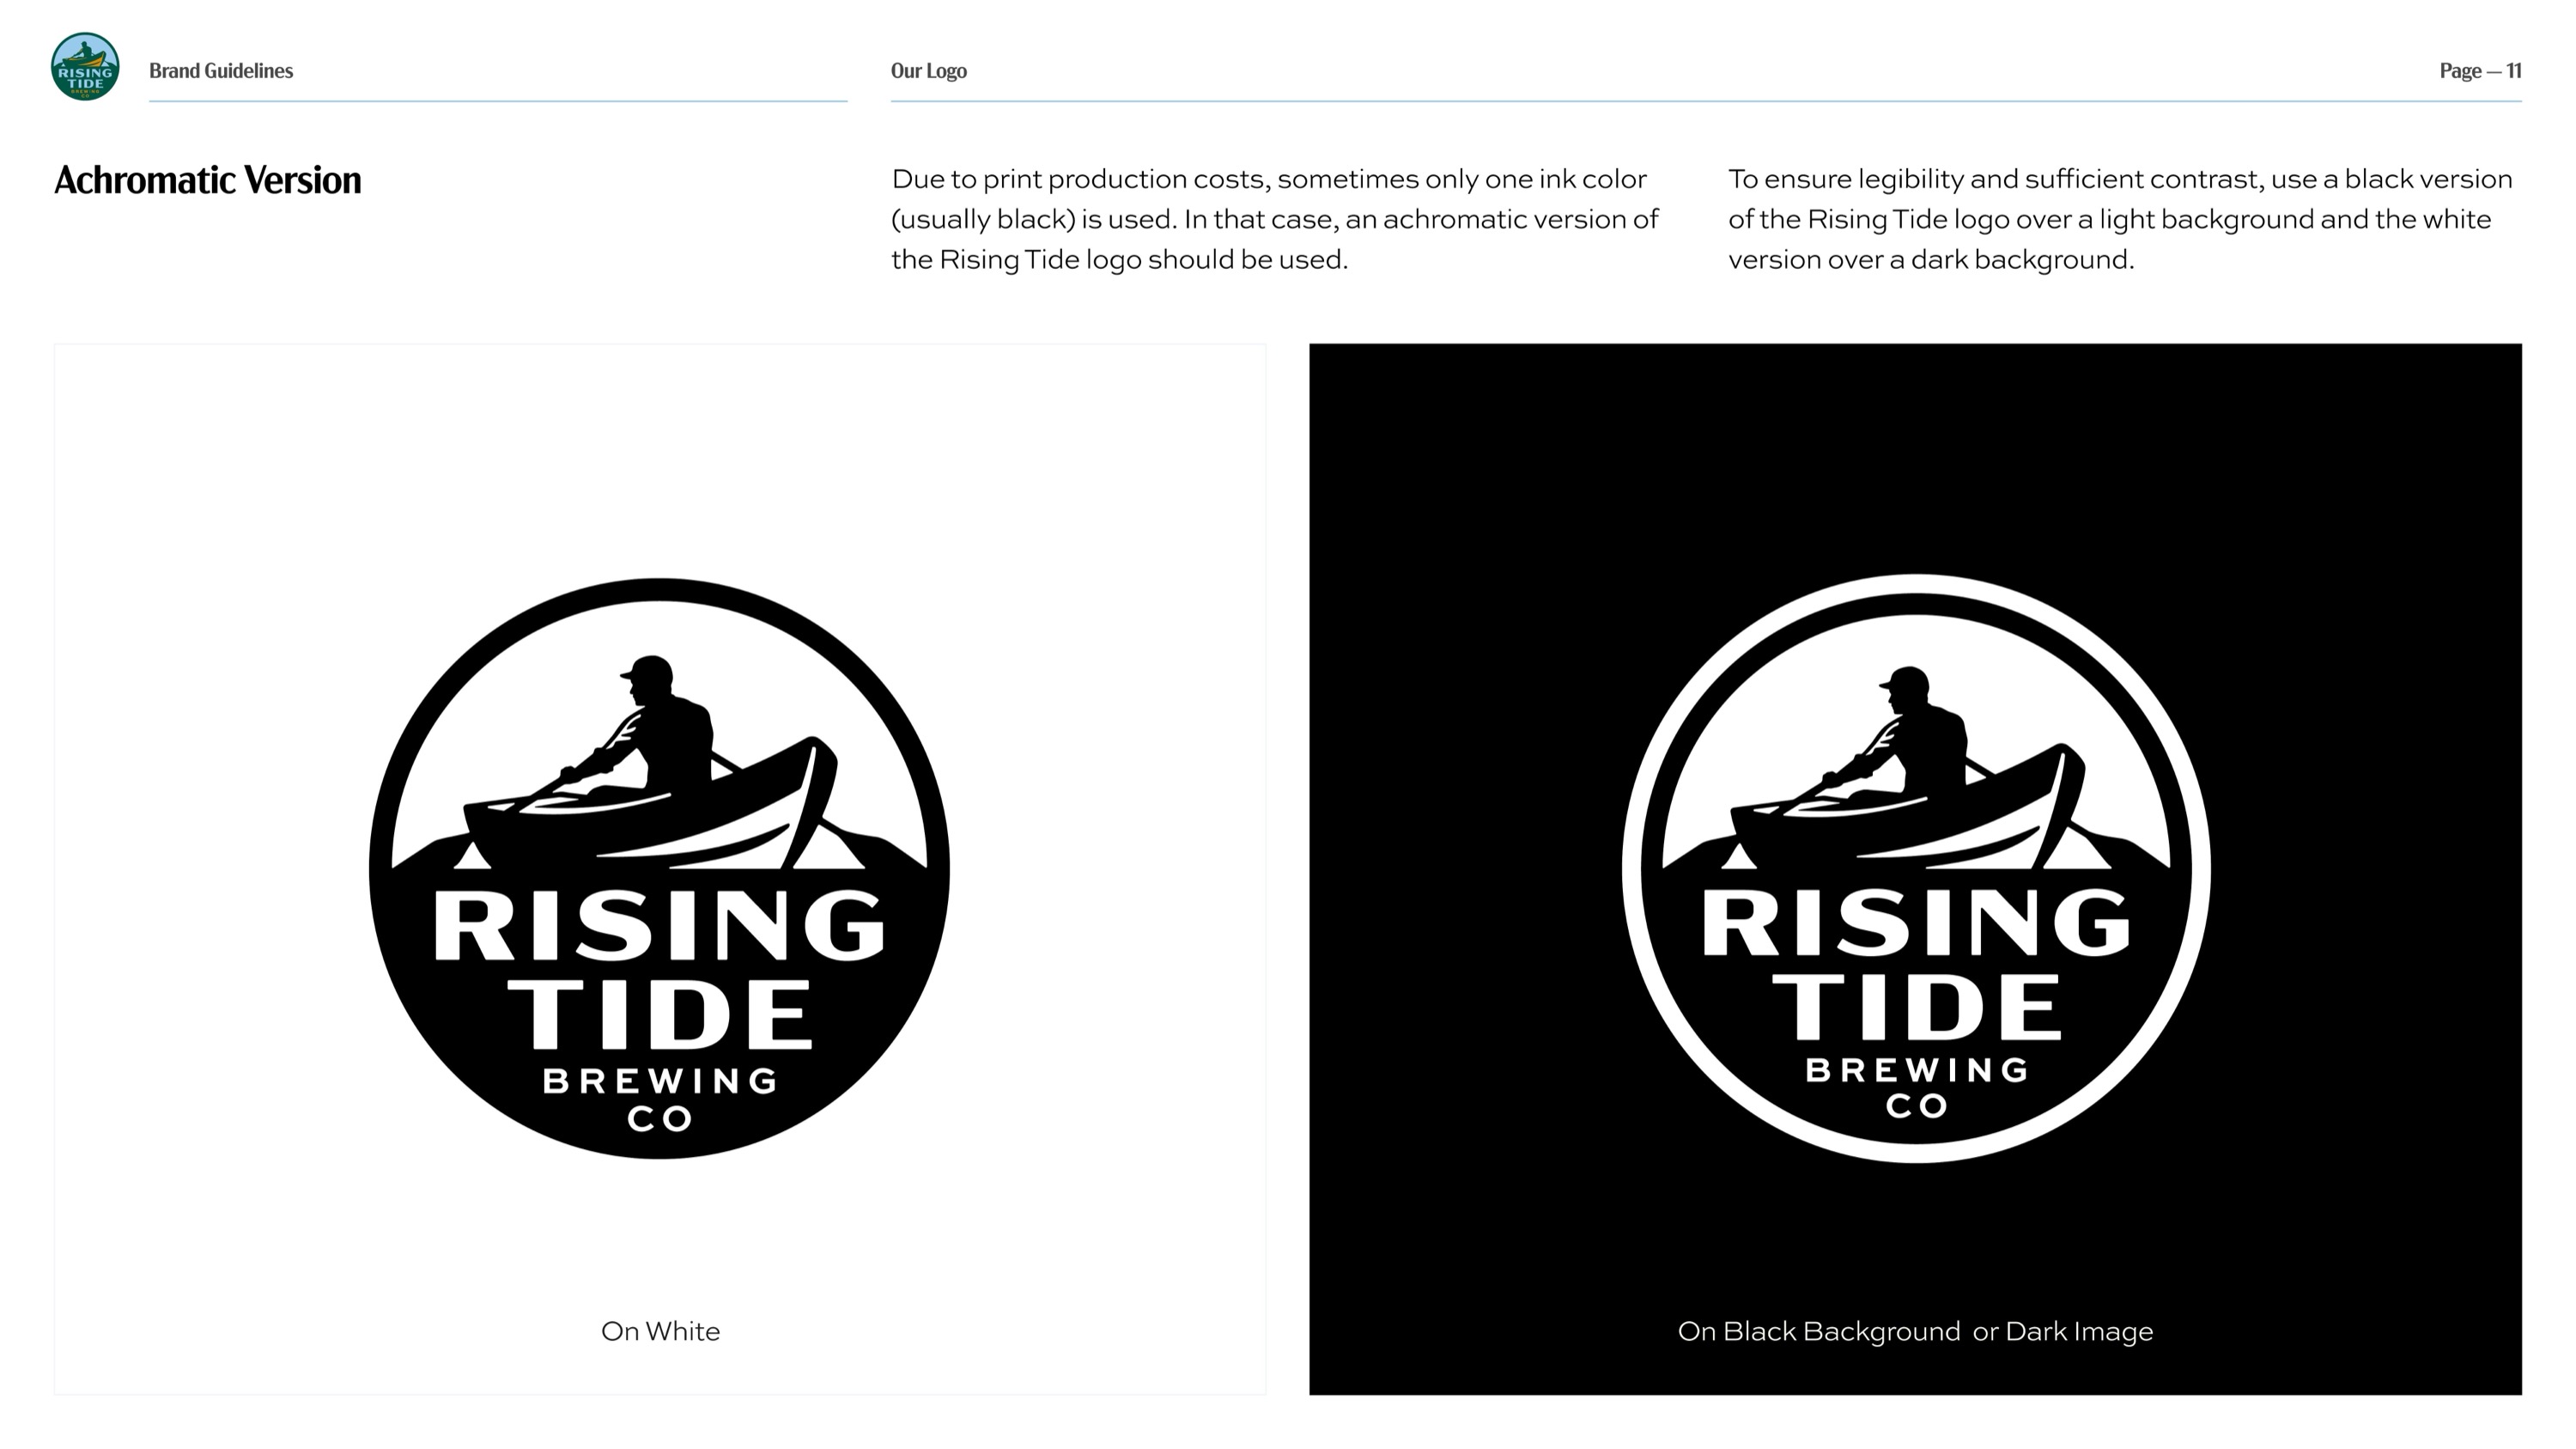 RISING
TIDE
BREWING
CO
Brand Guidelines
Our Logo
Page — 11
Achromatic Version
Due to print production costs, sometimes only one ink color
(usually black) is used. In that case, an achromatic version of
the Rising Tide logo should be used.
To ensure legibility and sufficient contrast, use a black version
of the Rising Tide logo over a light background and the white
version over a dark background.
RISING
TIDE
BREWING
CO
On White
RISING
TIDE
BREWING
CO
On Black Background or Dark Image